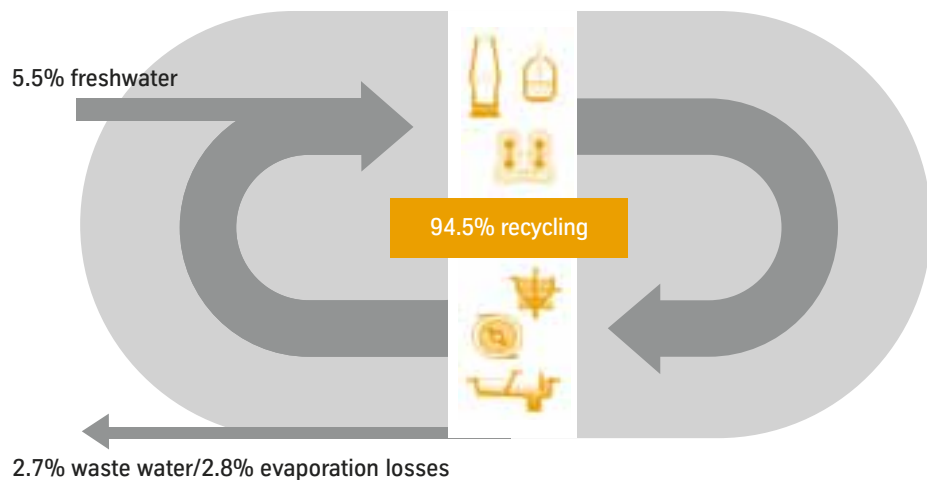 5.5% freshwater
94.5% recycling
2.7% waste water/2.8% evaporation losses